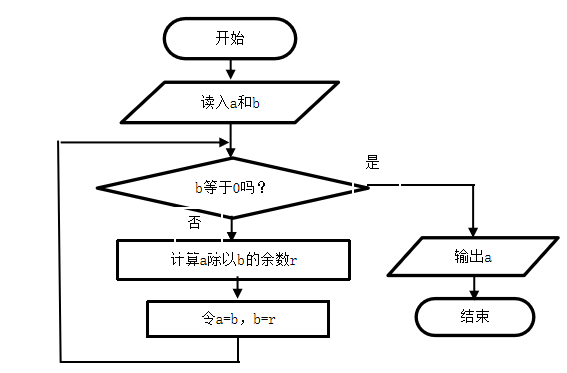 开始
读入a和b
是
b等于0吗？
否
计算a除以b的余数r
输出a
令a=b，b=r
结束